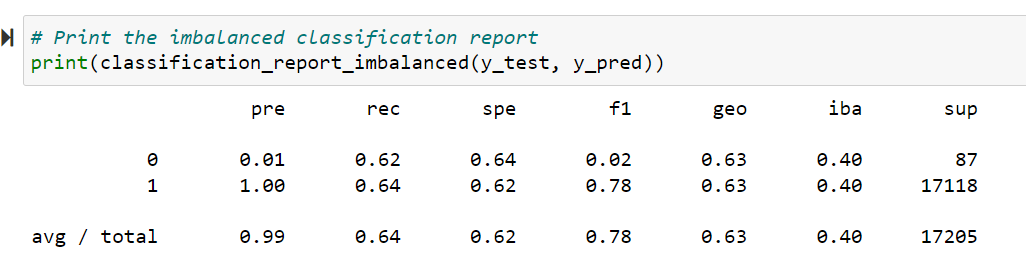 # Print the imbalanced classification report
print(classification_report_imbalanced(y_test, y_pred))
pre rec spe f1 geo iba sup
0 0.01 0.62 0.64 0.02 0.63 0.40 87
1 1.00 0.64 0.62 0.78 0.63 0.40 17118
avg / total 0.99 0.64 0.62 0.78 0.63 0.40 17205